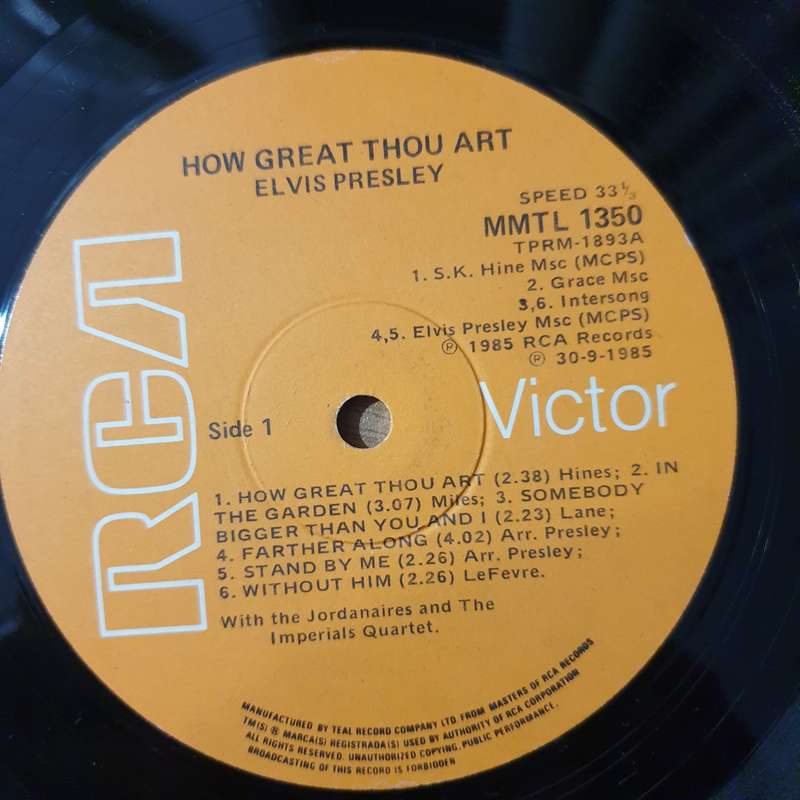 HOW GREAT THOU ART
ELVIS PRESLEY
SPEED 33⅓
MMTL 1350
TPRM-1893A
1. S.K. Hine Msc (MCPS)
2. Grace Msc
3,6. Intersong
4,5. Elvis Presley Msc (MCPS)
℗ 1985 RCA Records
℗ 30-9-1985
RCA
Victor
Side 1
1. HOW GREAT THOU ART (2.38) Hines; 2. IN
THE GARDEN (3.07) Miles; 3. SOMEBODY
BIGGER THAN YOU AND I (2.23) Lane;
4. FARTHER ALONG (4.02) Arr. Presley;
5. STAND BY ME (2.26) Arr. Presley;
6. WITHOUT HIM (2.26) LeFevre.
With the Jordanaires and The
Imperials Quartet.
MANUFACTURED BY TEAL RECORD COMPANY LTD. FROM MASTERS OF RCA RECORDS
TM(S) ® MARCA(S) REGISTRADA(S) USED BY AUTHORITY OF RCA CORPORATION
ALL RIGHTS RESERVED. UNAUTHORIZED COPYING, PUBLIC PERFORMANCE,
BROADCASTING OF THIS RECORD IS FORBIDDEN